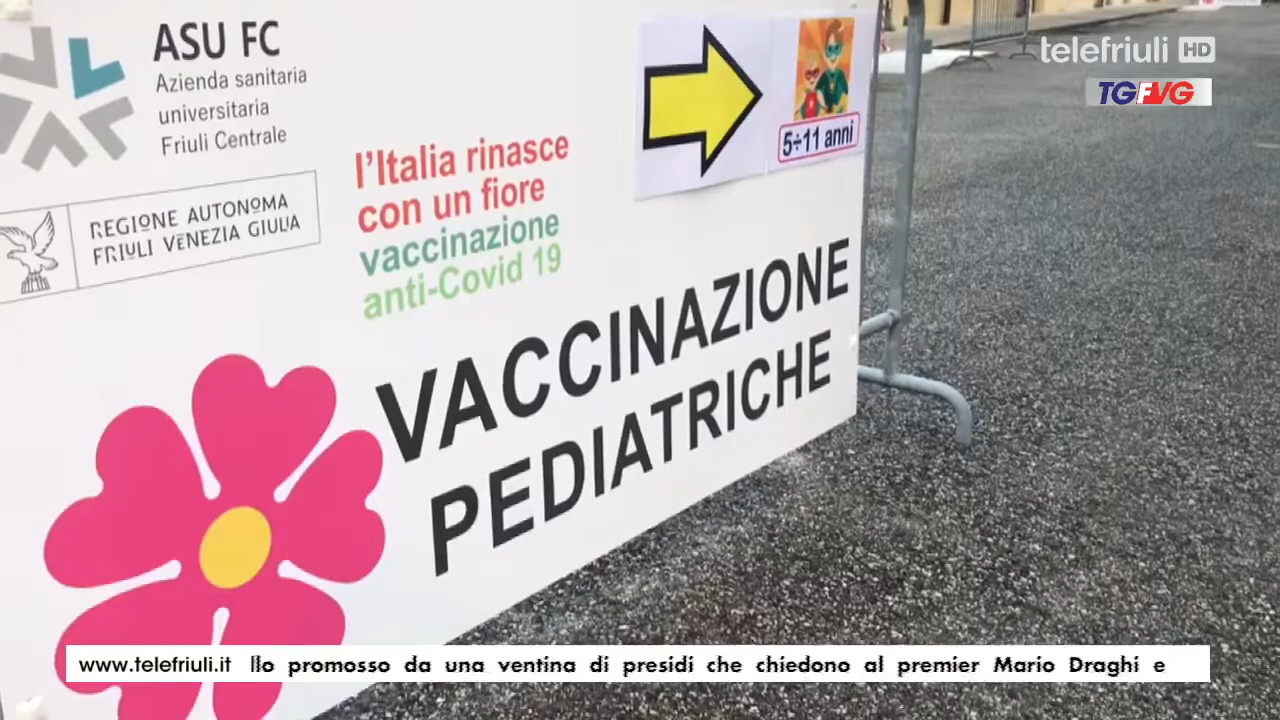 ASU FC
Azienda sanitaria
universitaria
Friuli Centrale
REGIONE AUTONOMA
FRIULI VENEZIA GIULIA
l'Italia rinasce
con un fiore
vaccinazione
anti-Covid 19
5÷11 anni
VACCINAZIONE
PEDIATRICHE
telefriuli HD
TGFVG
www.telefriuli.it
llo promosso da una ventina di presidi che chiedono al premier Mario Draghi e